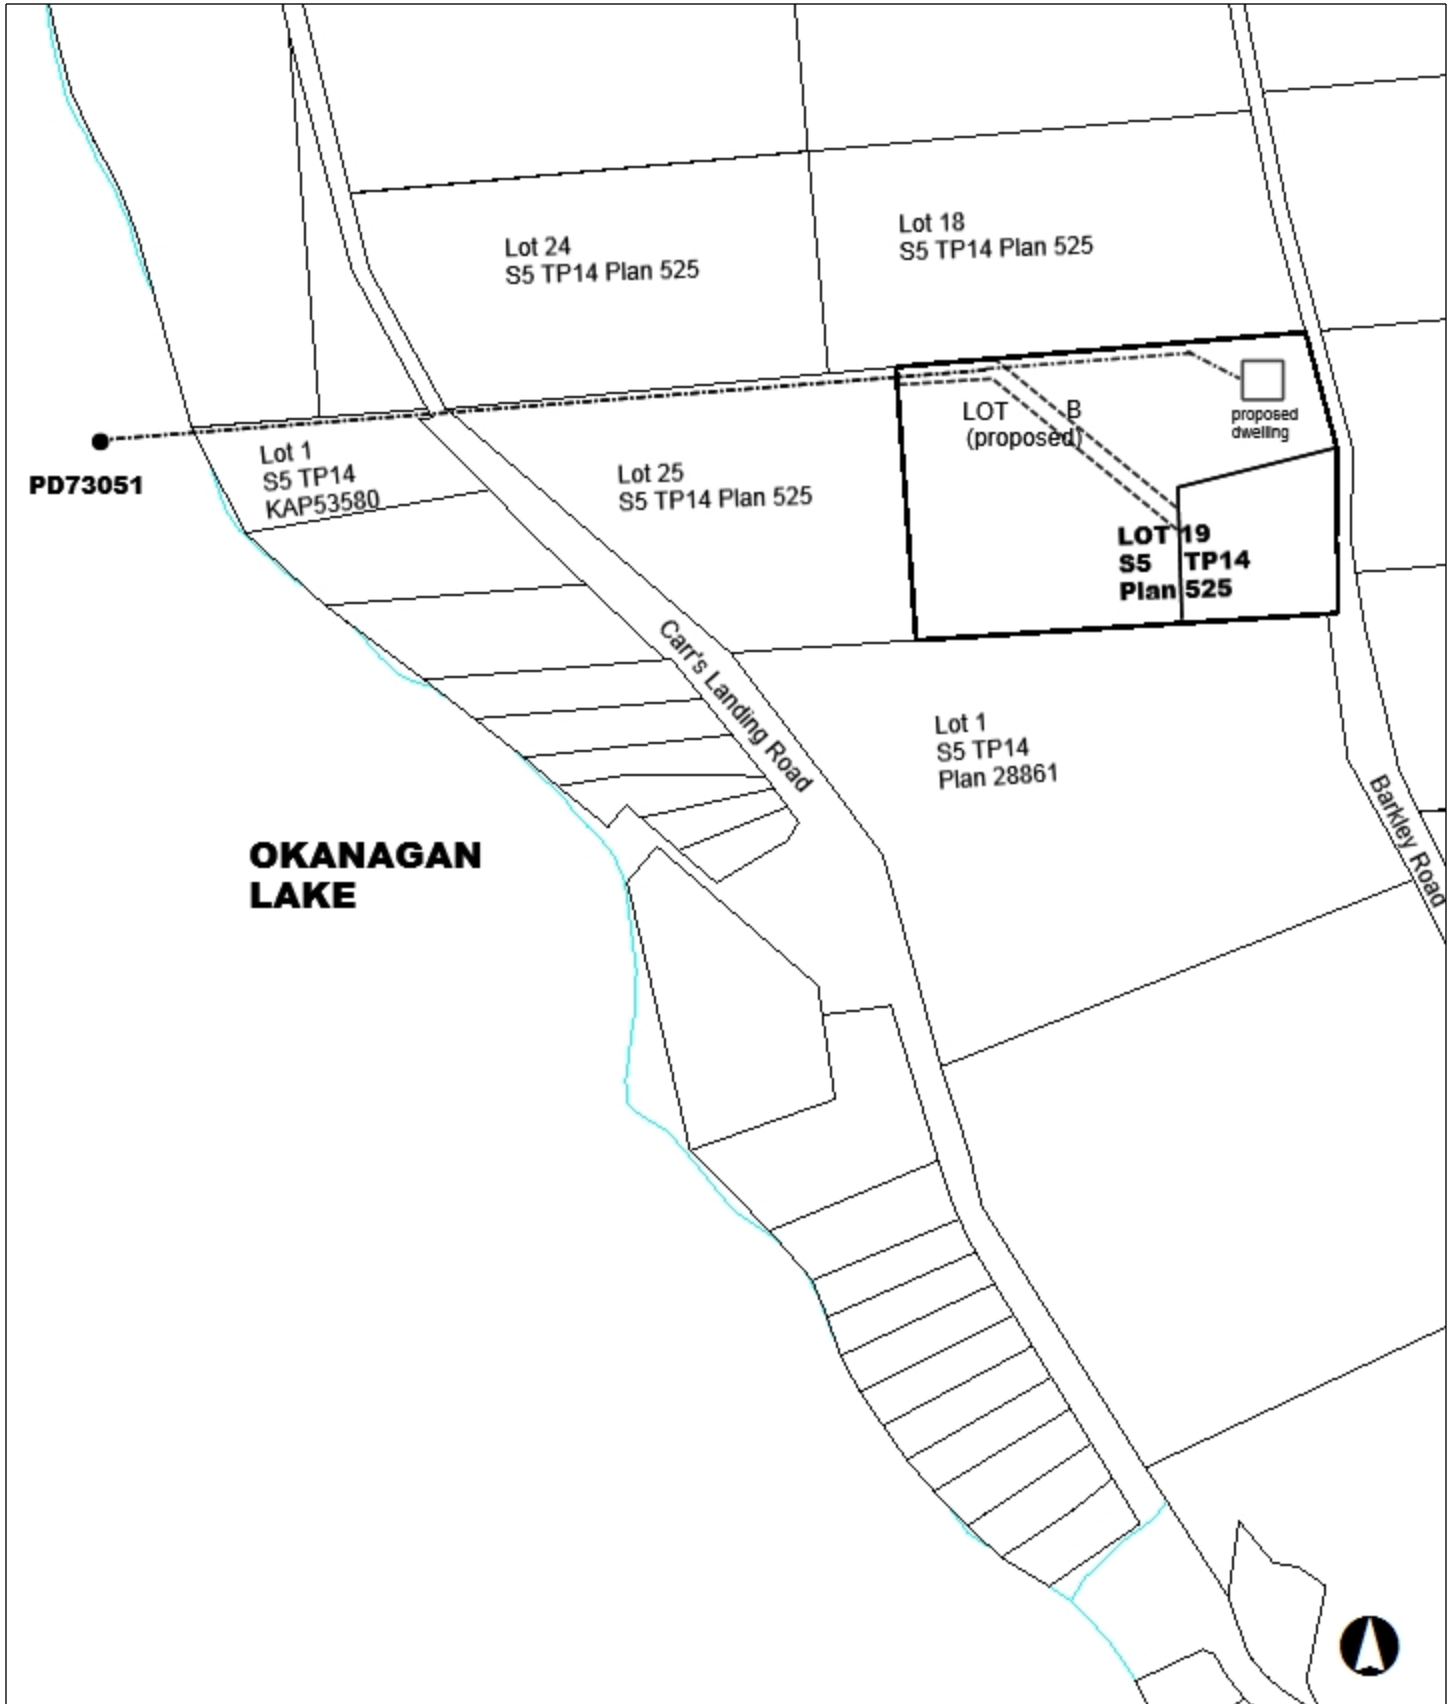 Lot 24
S5 TP14 Plan 525
Lot 18
S5 TP14 Plan 525
LOT B
(proposed)
proposed
dwelling
PD73051
Lot 1
S5 TP14
KAP53580
Lot 25
S5 TP14 Plan 525
LOT 19
S5 TP14
Plan 525
Carr's Landing Road
Lot 1
S5 TP14
Plan 28861
Barkley Road
OKANAGAN
LAKE